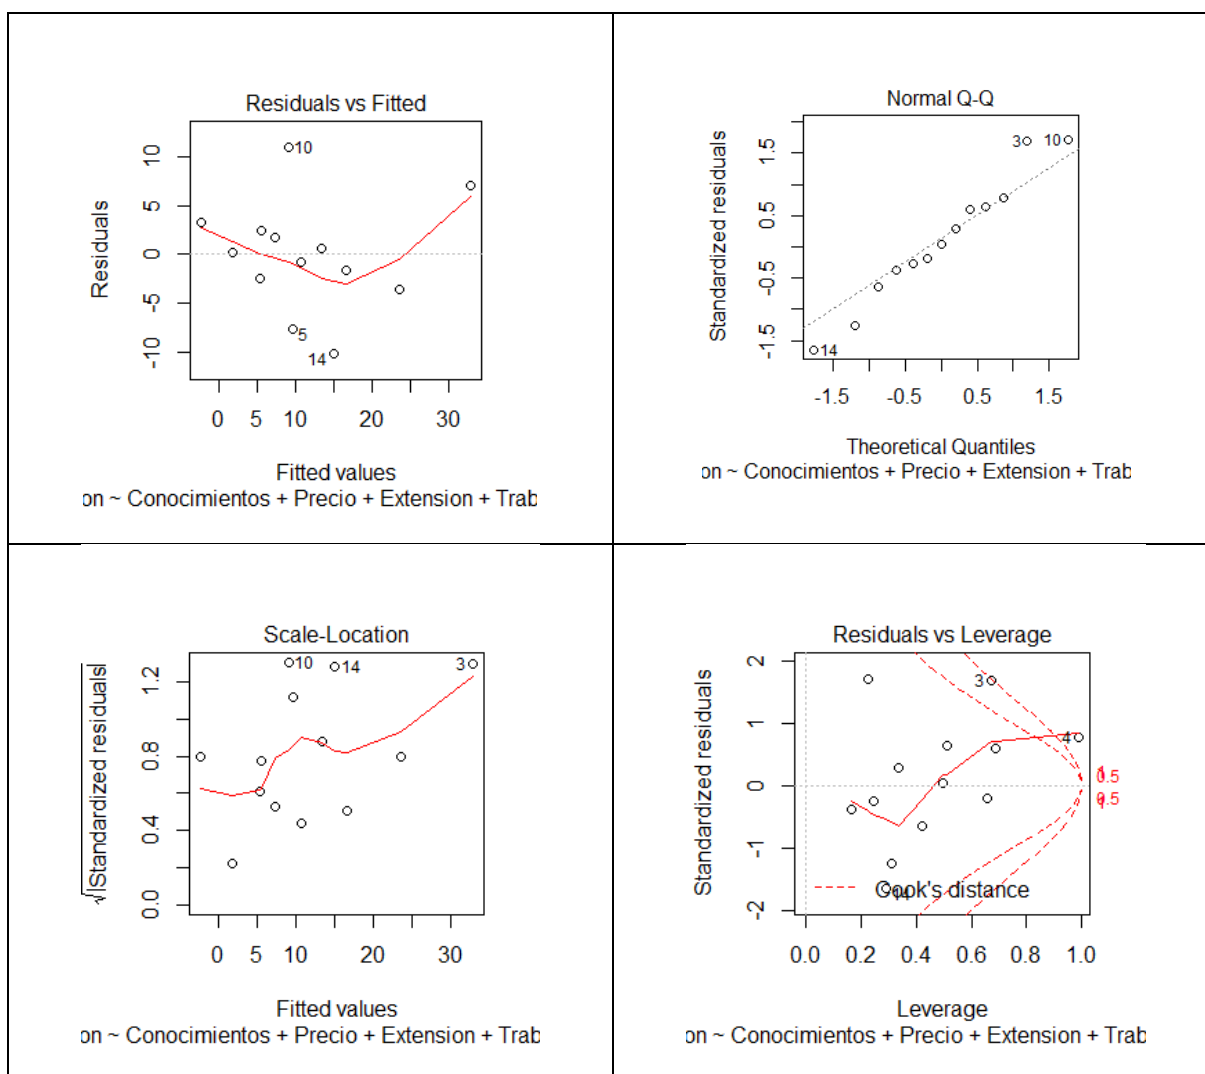 Residuals vs Fitted
Residuals
10
5
0
-5
-10
10
5
14
0 5 10 20 30
Fitted values
on ~ Conocimientos + Precio + Extension + Trab
Normal Q-Q
Standardized residuals
1.5
0.5
-0.5
-1.5
3 10
14
-1.5 -0.5 0.5 1.5
Theoretical Quantiles
on ~ Conocimientos + Precio + Extension + Trab
Scale-Location
√|Standardized residuals|
1.2
0.8
0.4
0.0
10 14 3
0 5 10 20 30
Fitted values
on ~ Conocimientos + Precio + Extension + Trab
Residuals vs Leverage
Standardized residuals
2
1
0
-1
-2
3
4
1
0.5
0.5
1
14
Cook's distance
0.0 0.2 0.4 0.6 0.8 1.0
Leverage
on ~ Conocimientos + Precio + Extension + Trab